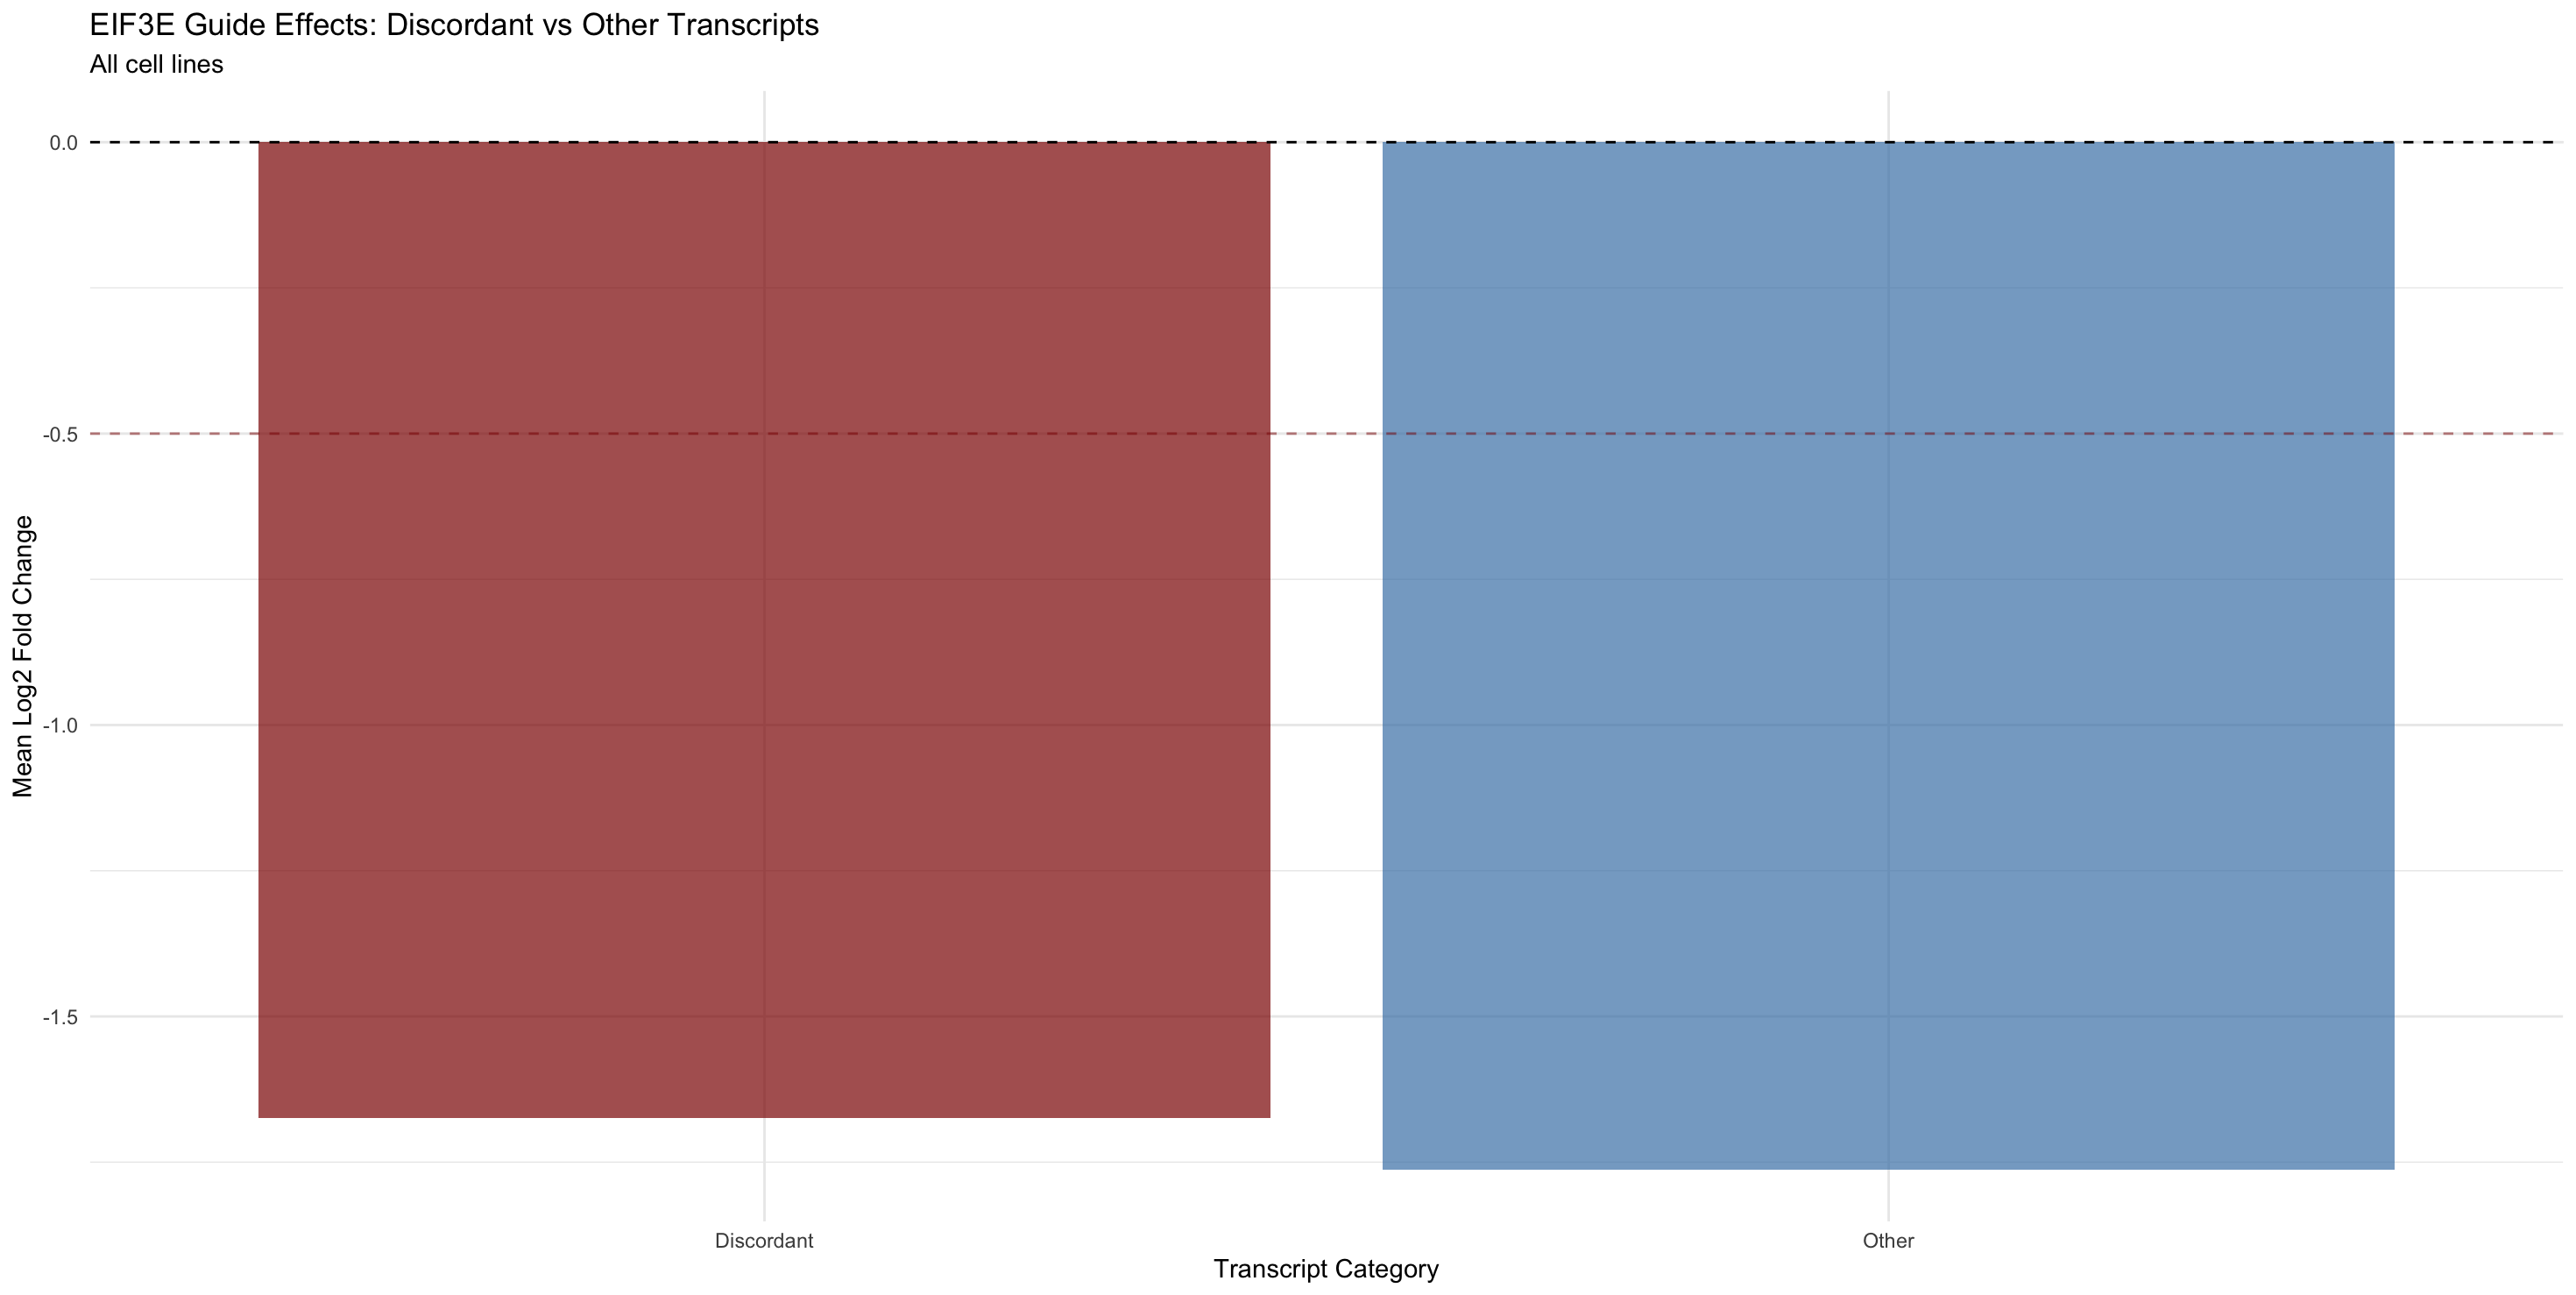 EIF3E Guide Effects: Discordant vs Other Transcripts
All cell lines
Mean Log2 Fold Change
0.0
-0.5
-1.0
-1.5
Discordant
Other
Transcript Category